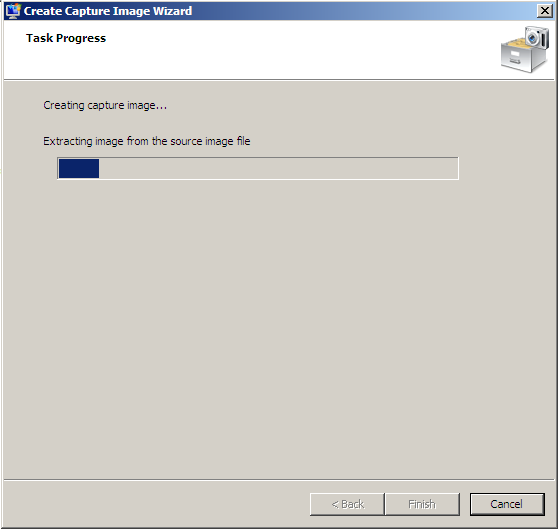 Create Capture Image Wizard
Task Progress
Creating capture image...
Extracting image from the source image file
< Back Finish Cancel